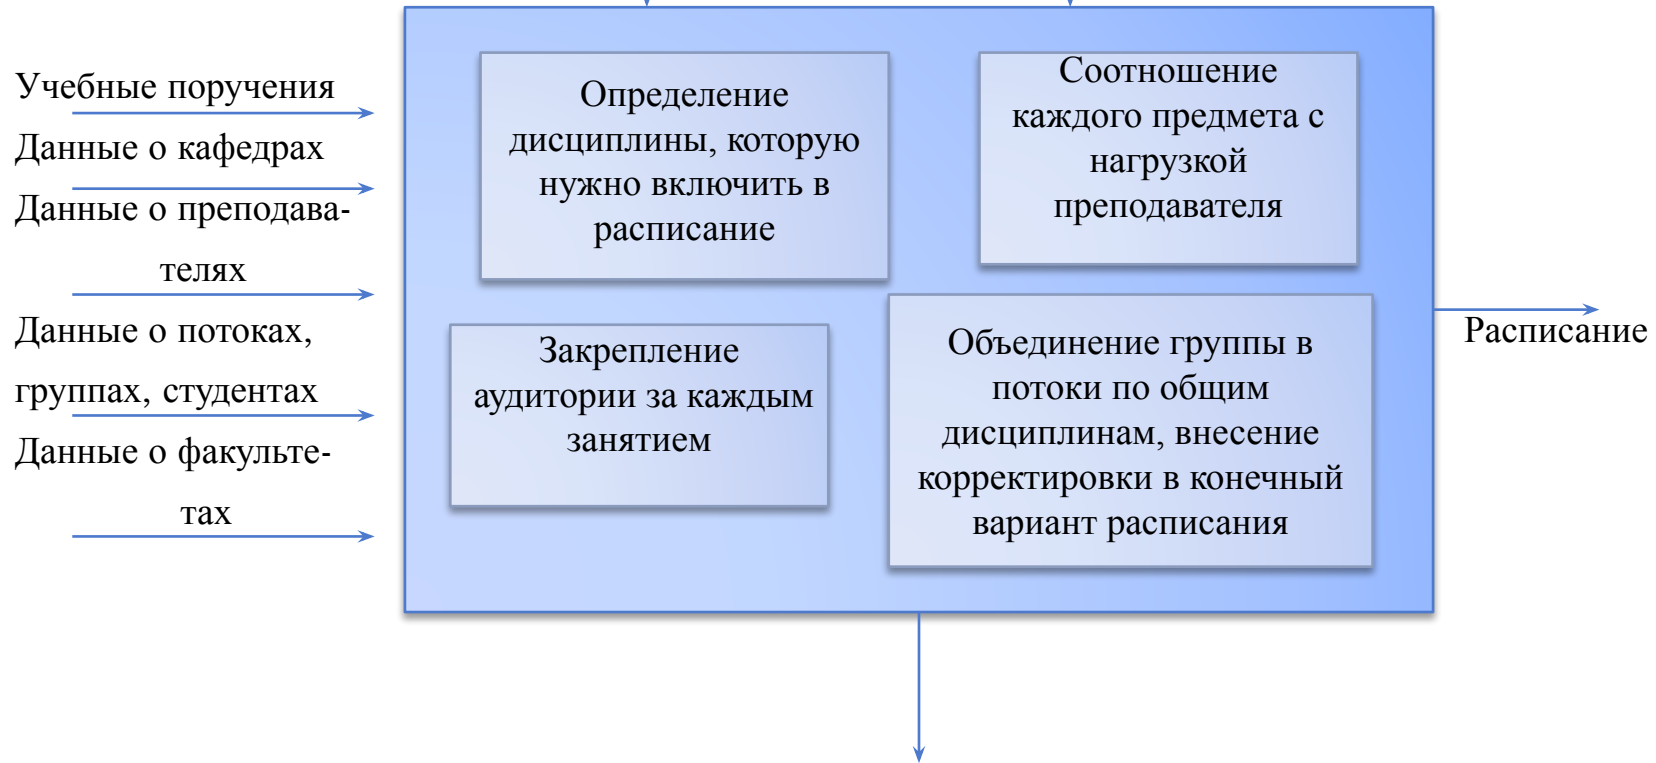 Учебные поручения
Данные о кафедрах
Данные о преподава-
телях
Данные о потоках,
группах, студентах
Данные о факульте-
тах
Определение
дисциплины, которую
нужно включить в
расписание
Соотношение
каждого предмета с
нагрузкой
преподавателя
Закрепление
аудитории за каждым
занятием
Объединение группы в
потоки по общим
дисциплинам, внесение
корректировки в конечный
вариант расписания
Расписание